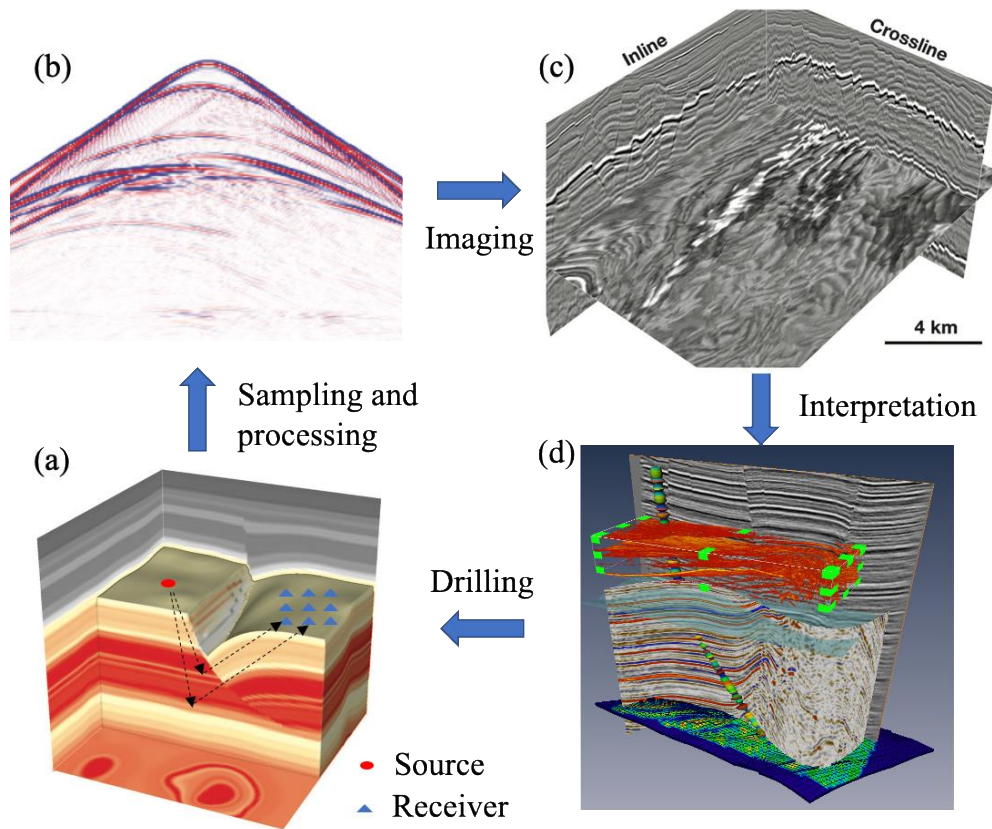 (b)
Imaging
(c)
Inline
Crossline
4 km
Sampling and
processing
Interpretation
(a)
Source
Receiver
Drilling
(d)